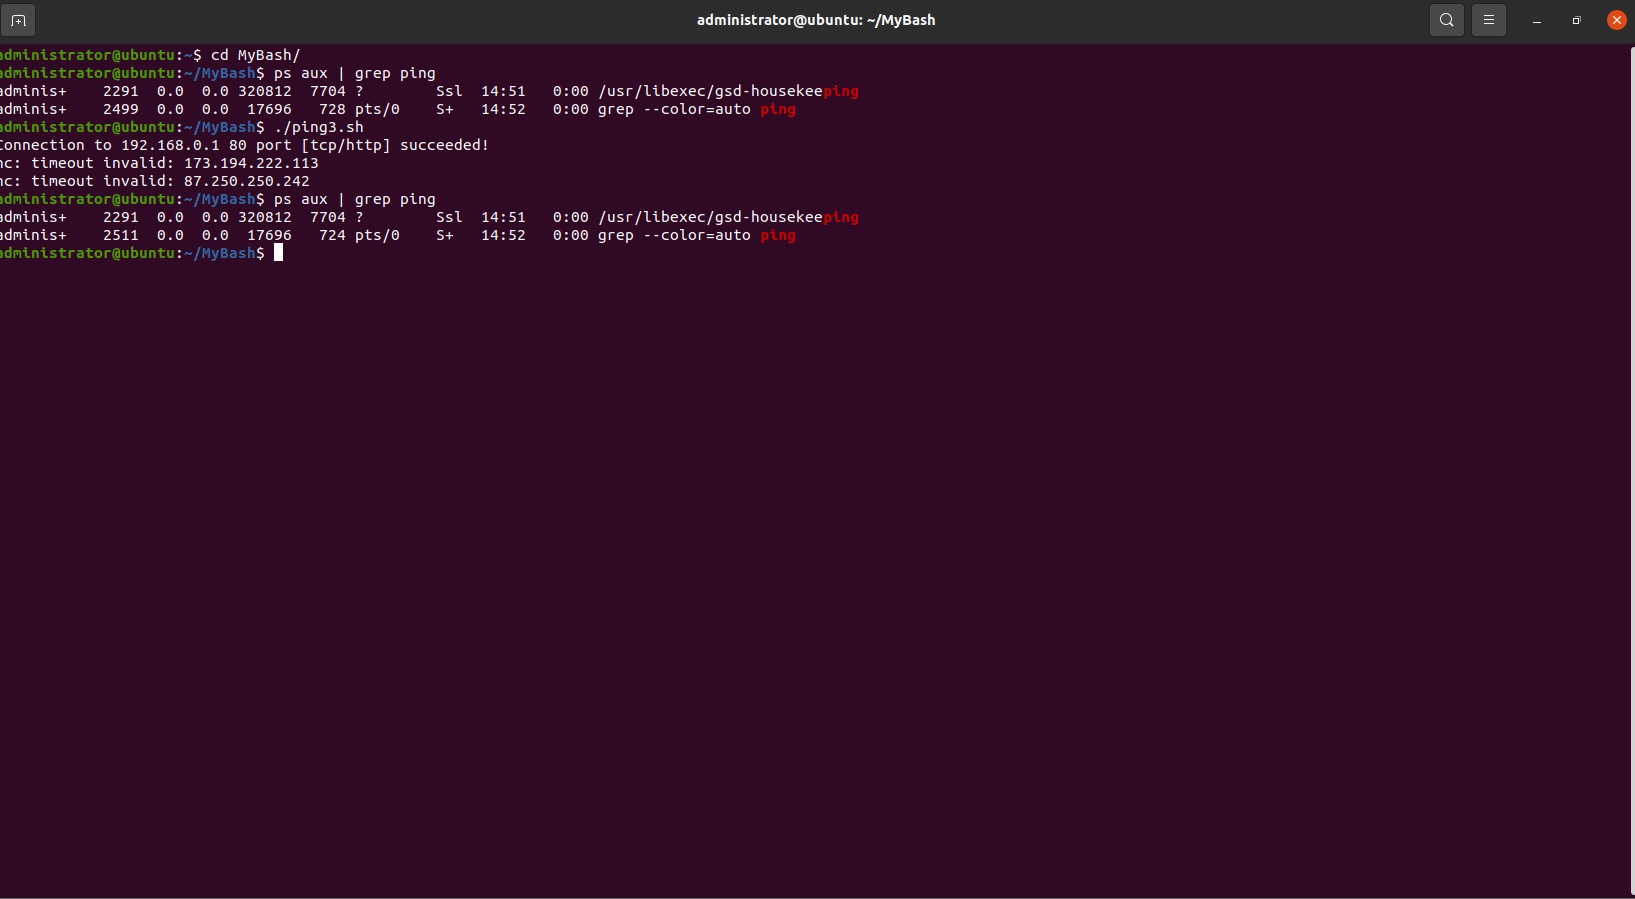 administrator@ubuntu: ~/MyBash
administrator@ubuntu:~$ cd MyBash/
administrator@ubuntu:~/MyBash$ ps aux | grep ping
adminis+    2291  0.0  0.0 320812  7704 ?        Ssl  14:51   0:00 /usr/libexec/gsd-housekeeping
adminis+    2499  0.0  0.0  17696   728 pts/0    S+   14:52   0:00 grep --color=auto ping
administrator@ubuntu:~/MyBash$ ./ping3.sh
Connection to 192.168.0.1 80 port [tcp/http] succeeded!
nc: timeout invalid: 173.194.222.113
nc: timeout invalid: 87.250.250.242
administrator@ubuntu:~/MyBash$ ps aux | grep ping
adminis+    2291  0.0  0.0 320812  7704 ?        Ssl  14:51   0:00 /usr/libexec/gsd-housekeeping
adminis+    2511  0.0  0.0  17696   724 pts/0    S+   14:52   0:00 grep --color=auto ping
administrator@ubuntu:~/MyBash$